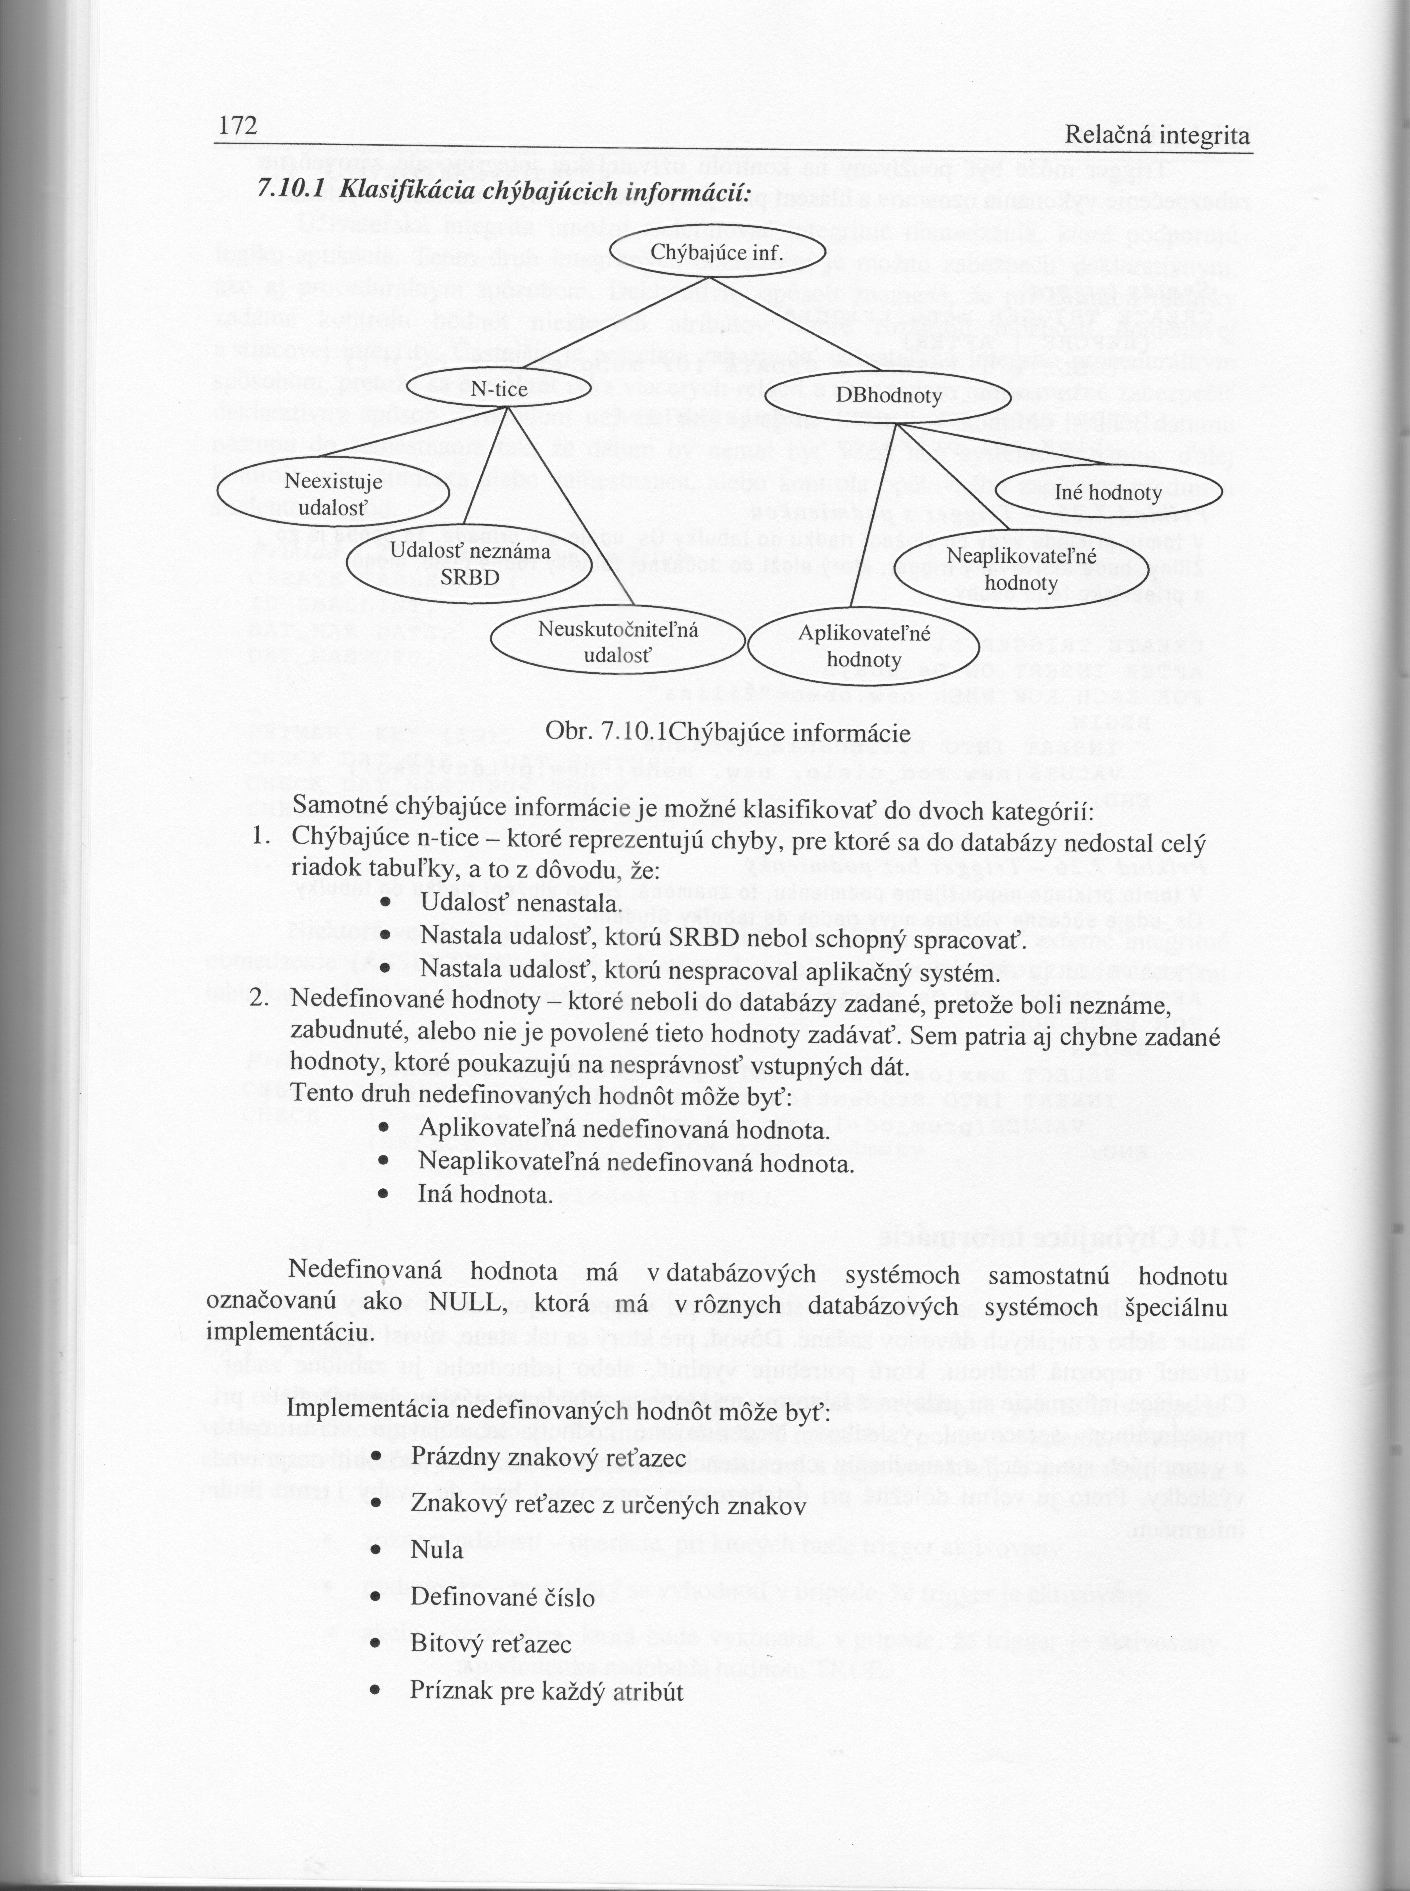 172
Relačná integrita
7.10.1 Klasifikácia chýbajúcich informácií:
Chýbajúce inf.
N-tice
DBhodnoty
Neexistuje
udalosť
Iné hodnoty
Udalosť neznáma
SRBD
Neaplikovateľné
hodnoty
Neuskutočniteľná
udalosť
Aplikovateľné
hodnoty
Obr. 7.10.1Chýbajúce informácie
Samotné chýbajúce informácie je možné klasifikovať do dvoch kategórií:
1. Chýbajúce n-tice – ktoré reprezentujú chyby, pre ktoré sa do databázy nedostal celý
riadok tabuľky, a to z dôvodu, že:
• Udalosť nenastala.
• Nastala udalosť, ktorú SRBD nebol schopný spracovať.
• Nastala udalosť, ktorú nespracoval aplikačný systém.
2. Nedefinované hodnoty – ktoré neboli do databázy zadané, pretože boli neznáme,
zabudnuté, alebo nie je povolené tieto hodnoty zadávať. Sem patria aj chybne zadané
hodnoty, ktoré poukazujú na nesprávnosť vstupných dát.
Tento druh nedefinovaných hodnôt môže byť:
• Aplikovateľná nedefinovaná hodnota.
• Neaplikovateľná nedefinovaná hodnota.
• Iná hodnota.
Nedefinovaná hodnota má v databázových systémoch samostatnú hodnotu
označovanú ako NULL, ktorá má v rôznych databázových systémoch špeciálnu
implementáciu.
Implementácia nedefinovaných hodnôt môže byť:
• Prázdny znakový reťazec
• Znakový reťazec z určených znakov
• Nula
• Definované číslo
• Bitový reťazec
• Príznak pre každý atribút